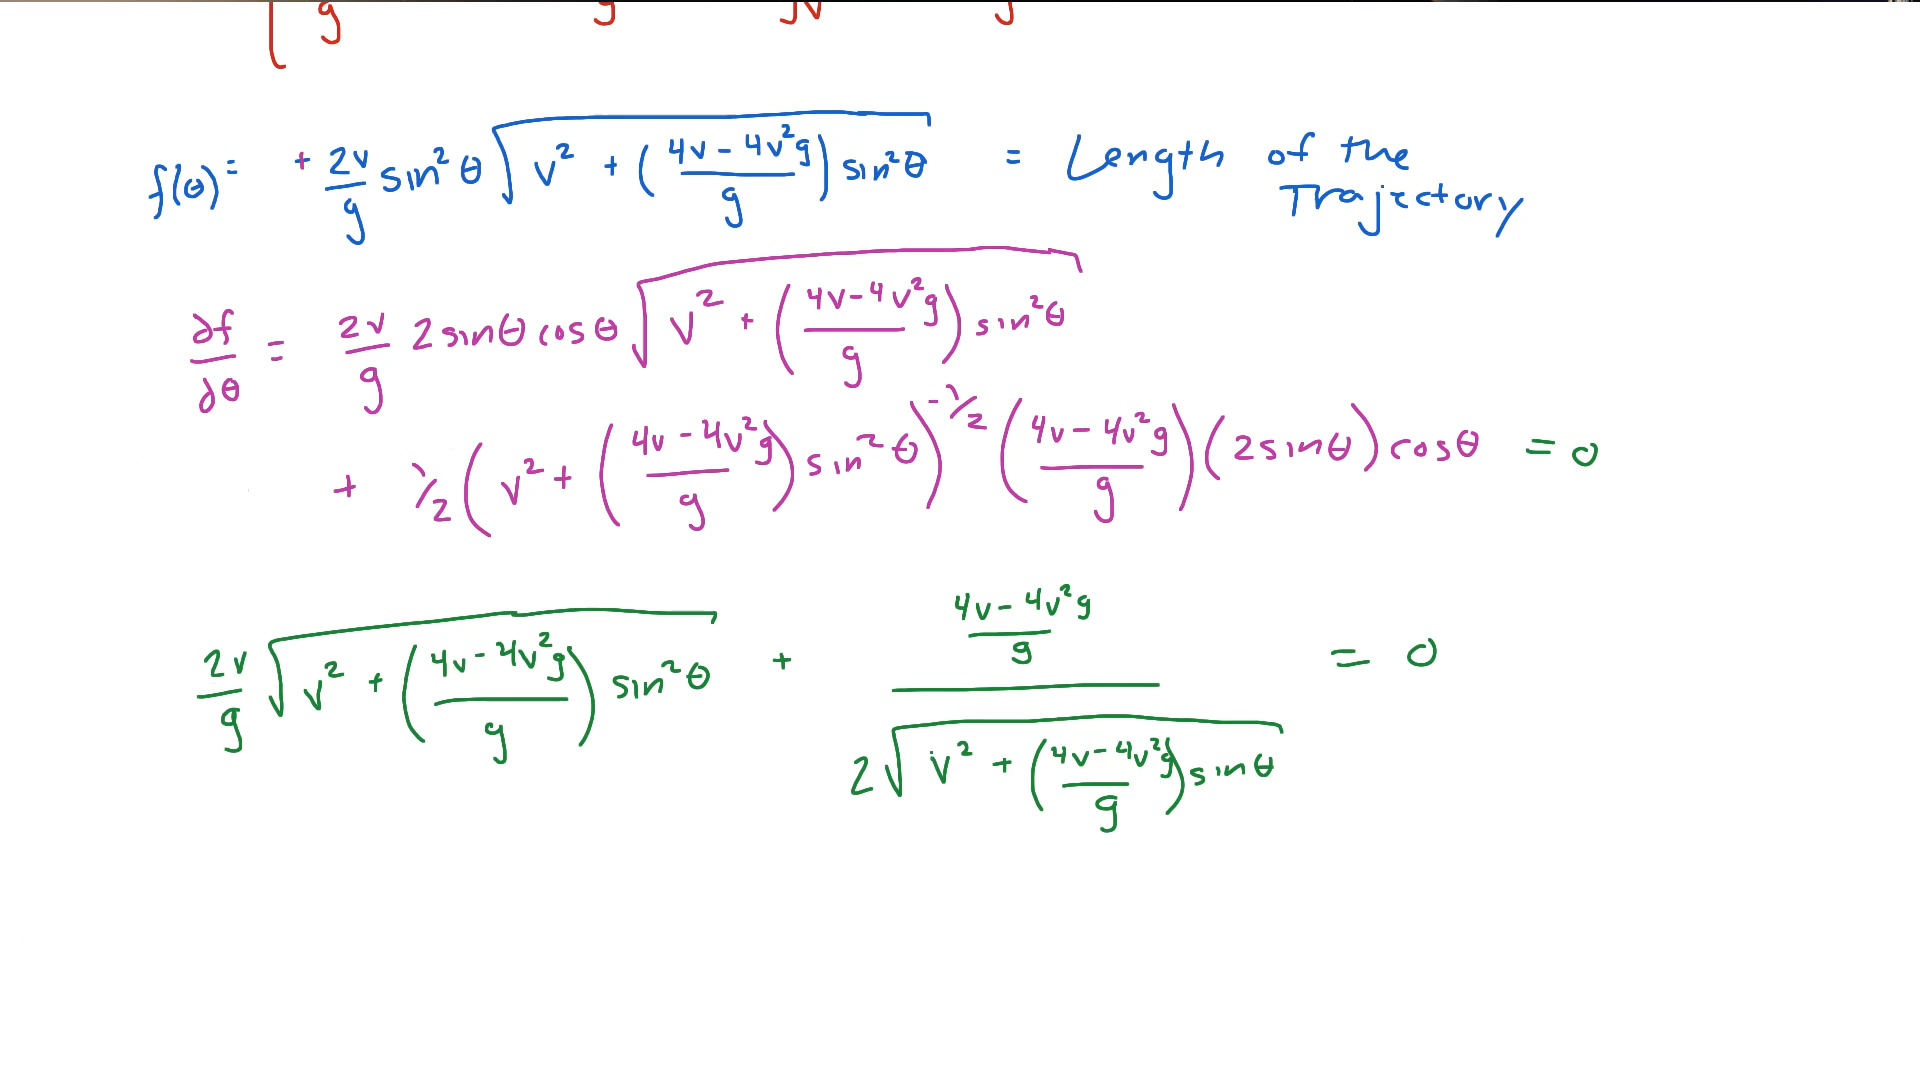 g g gv g
f(θ) = + 2v/g sin²θ √(v² + ((4v - 4v²g)/g) sin²θ) = Length of the
Trajectory
∂f/∂θ = 2v/g 2sinθ cosθ √(v² + ((4v - 4v²g)/g) sin²θ)
+ 1/2 (v² + ((4v - 4v²g)/g) sin²θ)^(-1/2) ((4v - 4v²g)/g) (2sinθ) cosθ = 0
2v/g √(v² + ((4v - 4v²g)/g) sin²θ) + ((4v - 4v²g)/g) / (2√(v² + ((4v - 4v²g)/g) sinθ)) = 0